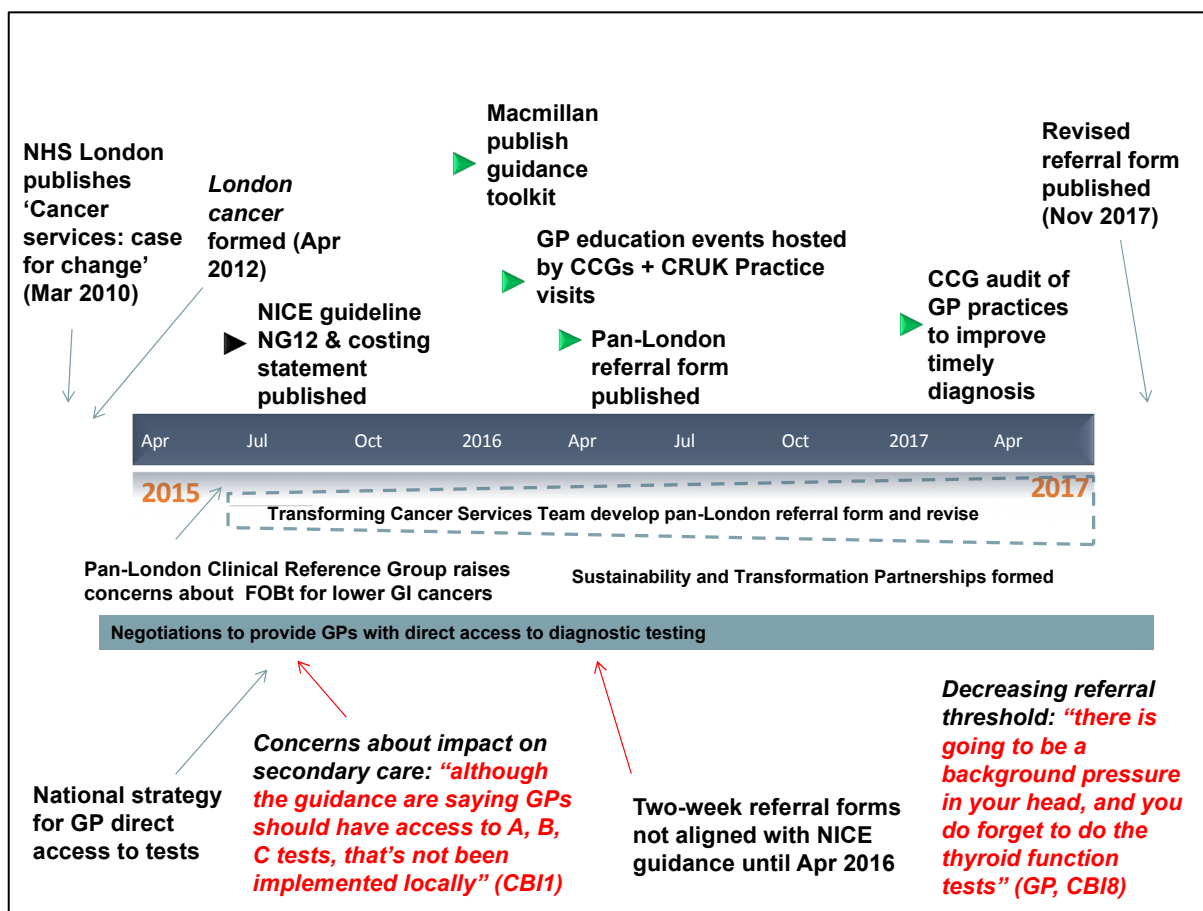 NHS London
publishes
‘Cancer
services: case
for change’
(Mar 2010)
London
cancer
formed (Apr
2012)
NICE guideline
NG12 & costing
statement
published
Macmillan
publish
guidance
toolkit
GP education events hosted
by CCGs + CRUK Practice
visits
Pan-London
referral form
published
CCG audit of
GP practices
to improve
timely
diagnosis
Revised
referral form
published
(Nov 2017)
Apr Jul Oct 2016 Apr Jul Oct 2017 Apr
2015 2017
Transforming Cancer Services Team develop pan-London referral form and revise
Pan-London Clinical Reference Group raises
concerns about FOBt for lower GI cancers
Sustainability and Transformation Partnerships formed
Negotiations to provide GPs with direct access to diagnostic testing
National strategy
for GP direct
access to tests
Concerns about impact on
secondary care: “although
the guidance are saying GPs
should have access to A, B,
C tests, that’s not been
implemented locally” (CBI1)
Two-week referral forms
not aligned with NICE
guidance until Apr 2016
Decreasing referral
threshold: “there is
going to be a
background pressure
in your head, and you
do forget to do the
thyroid function
tests” (GP, CBI8)